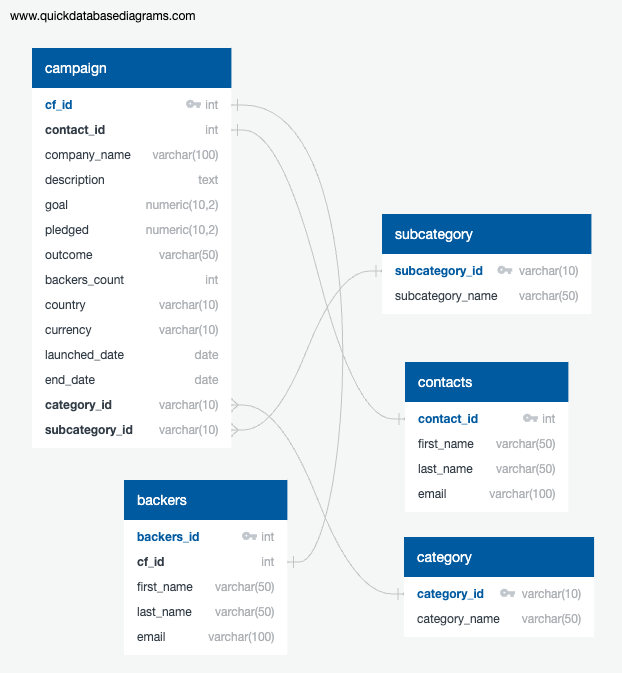 www.quickdatabasediagrams.com
campaign
cf_id int
contact_id int
company_name varchar(100)
description text
goal numeric(10,2)
pledged numeric(10,2)
outcome varchar(50)
backers_count int
country varchar(10)
currency varchar(10)
launched_date date
end_date date
category_id varchar(10)
subcategory_id varchar(10)
subcategory
subcategory_id varchar(10)
subcategory_name varchar(50)
contacts
contact_id int
first_name varchar(50)
last_name varchar(50)
email varchar(100)
backers
backers_id int
cf_id int
first_name varchar(50)
last_name varchar(50)
email varchar(100)
category
category_id varchar(10)
category_name varchar(50)